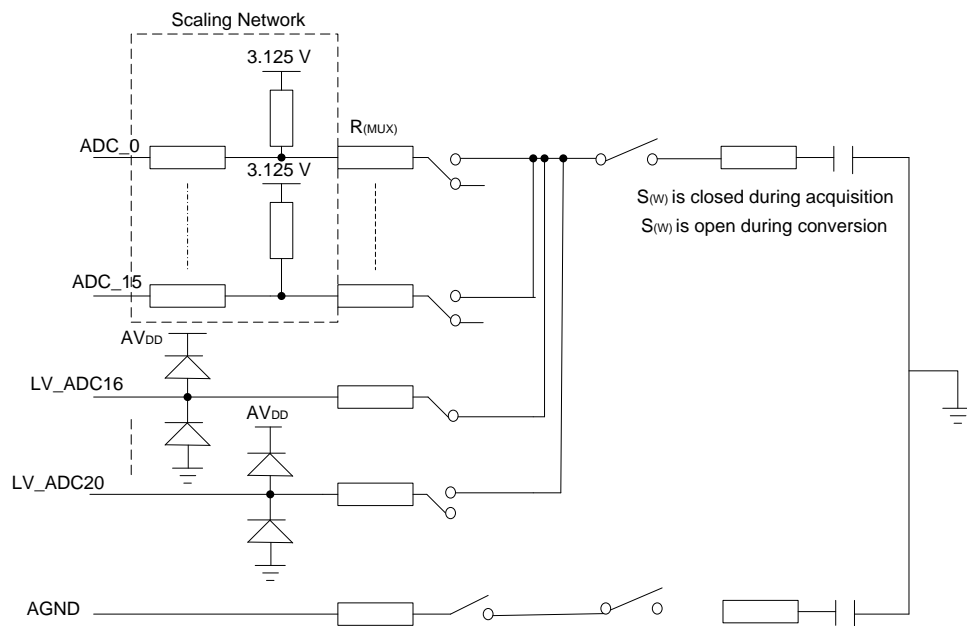 Scaling Network
3.125 V
R(MUX)
ADC_0
3.125 V
S(W) is closed during acquisition
S(W) is open during conversion
ADC_15
AVDD
LV_ADC16
AVDD
LV_ADC20
AGND